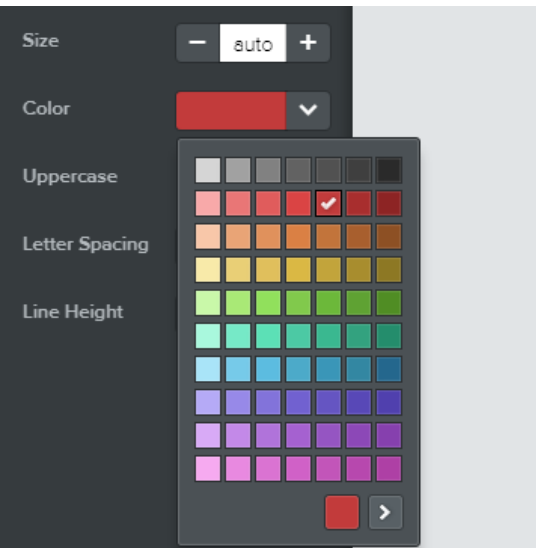 Size
auto
Color
Uppercase
Letter Spacing
Line Height